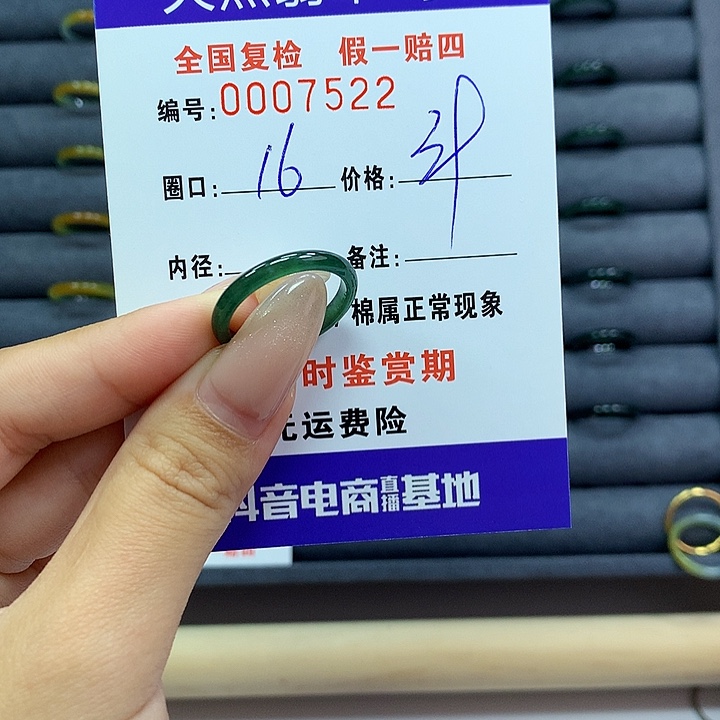 全国复检 假一赔四
编号:0007522
圈口: 16 价格:
内径: 备注:
棉属正常现象
时鉴赏期
无运费险
抖音电商直播基地